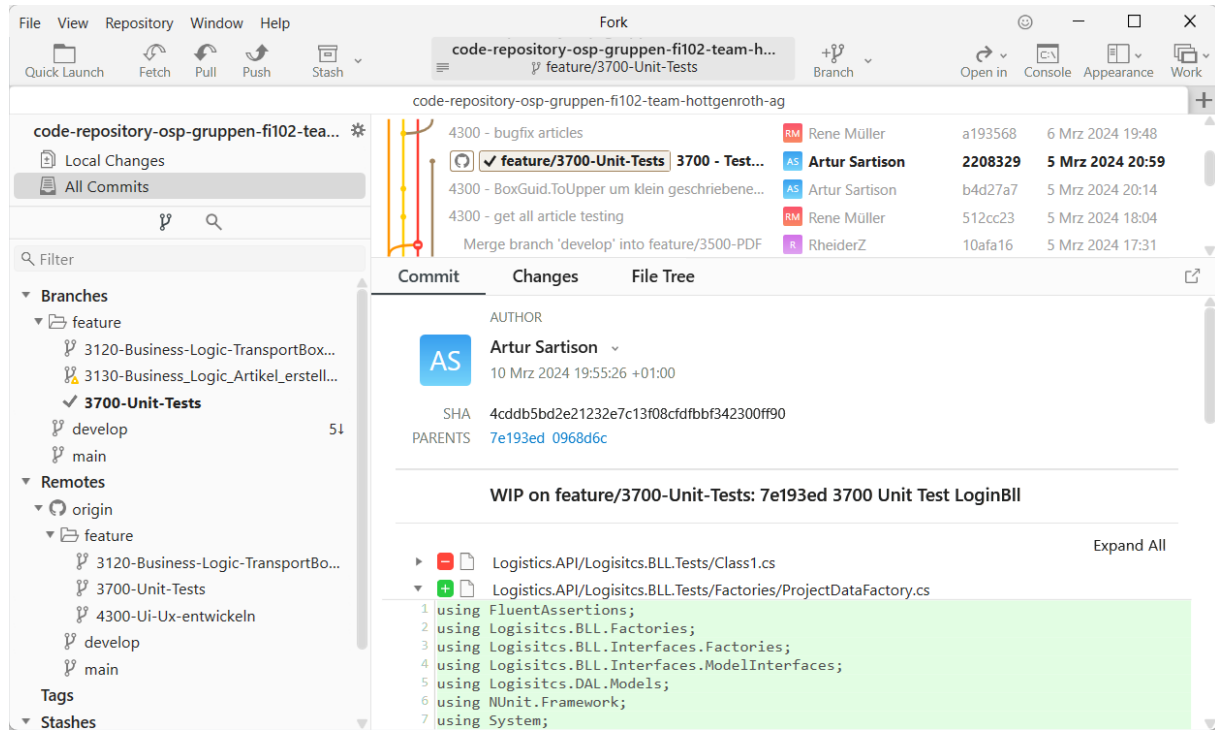 File View Repository Window Help Fork
Quick Launch Fetch Pull Push Stash
code-repository-osp-gruppen-fi102-team-h...
feature/3700-Unit-Tests
Branch Open in Console Appearance Work
code-repository-osp-gruppen-fi102-team-hottgenroth-ag
code-repository-osp-gruppen-fi102-tea...
Local Changes
All Commits
Filter
Branches
feature
3120-Business-Logic-TransportBox...
3130-Business_Logic_Artikel_erstell...
3700-Unit-Tests
develop 5↓
main
Remotes
origin
feature
3120-Business-Logic-TransportBo...
3700-Unit-Tests
4300-Ui-Ux-entwickeln
develop
main
Tags
Stashes
4300 - bugfix articles RM Rene Müller a193568 6 Mrz 2024 19:48
feature/3700-Unit-Tests 3700 - Test... AS Artur Sartison 2208329 5 Mrz 2024 20:59
4300 - BoxGuid.ToUpper um klein geschriebene... AS Artur Sartison b4d27a7 5 Mrz 2024 20:14
4300 - get all article testing RM Rene Müller 512cc23 5 Mrz 2024 18:04
Merge branch 'develop' into feature/3500-PDF R RheiderZ 10afa16 5 Mrz 2024 17:31
Commit Changes File Tree
AUTHOR
AS Artur Sartison
10 Mrz 2024 19:55:26 +01:00
SHA 4cddb5bd2e21232e7c13f08cfdfbbf342300ff90
PARENTS 7e193ed 0968d6c
WIP on feature/3700-Unit-Tests: 7e193ed 3700 Unit Test LoginBll
Expand All
Logistics.API/Logisitcs.BLL.Tests/Class1.cs
Logistics.API/Logisitcs.BLL.Tests/Factories/ProjectDataFactory.cs
1 using FluentAssertions;
2 using Logisitcs.BLL.Factories;
3 using Logisitcs.BLL.Interfaces.Factories;
4 using Logisitcs.BLL.Interfaces.ModelInterfaces;
5 using Logisitcs.DAL.Models;
6 using NUnit.Framework;
7 using System;